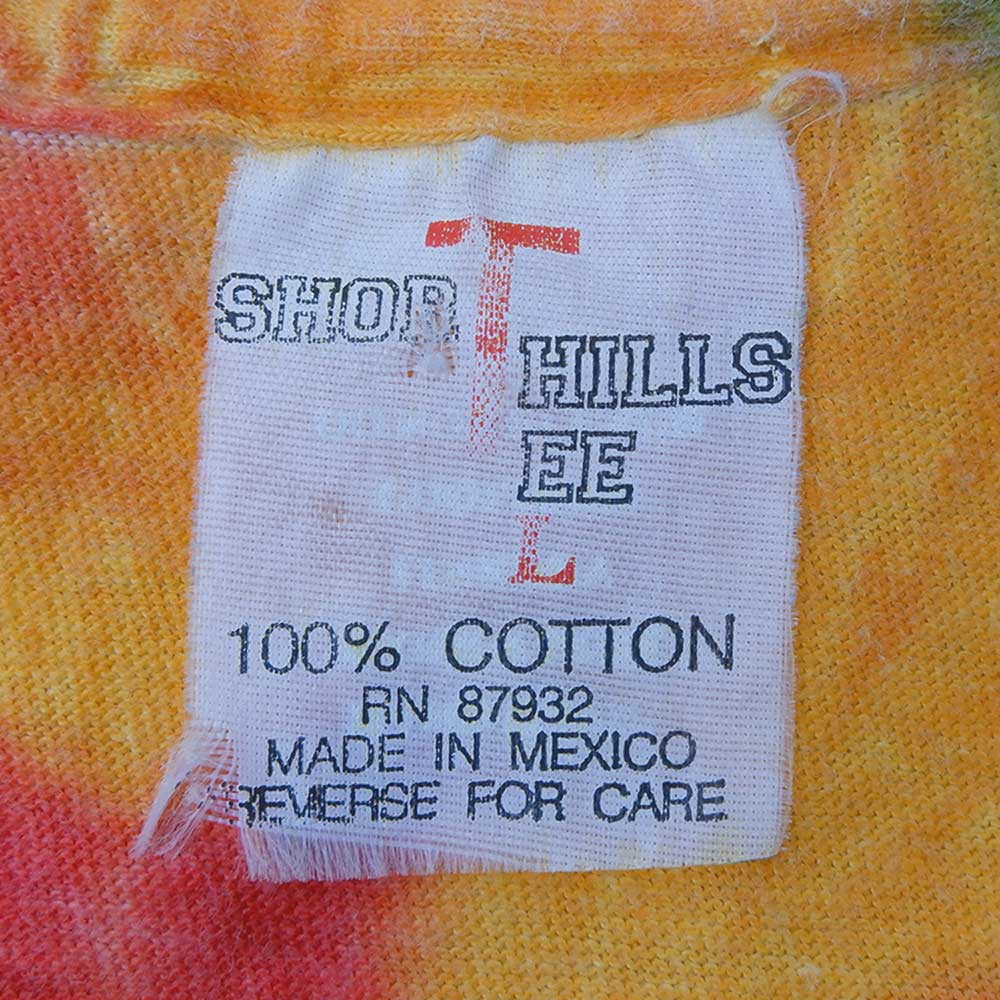 SHORT HILLS
TEE
L
100% COTTON
RN 87932
MADE IN MEXICO
REVERSE FOR CARE